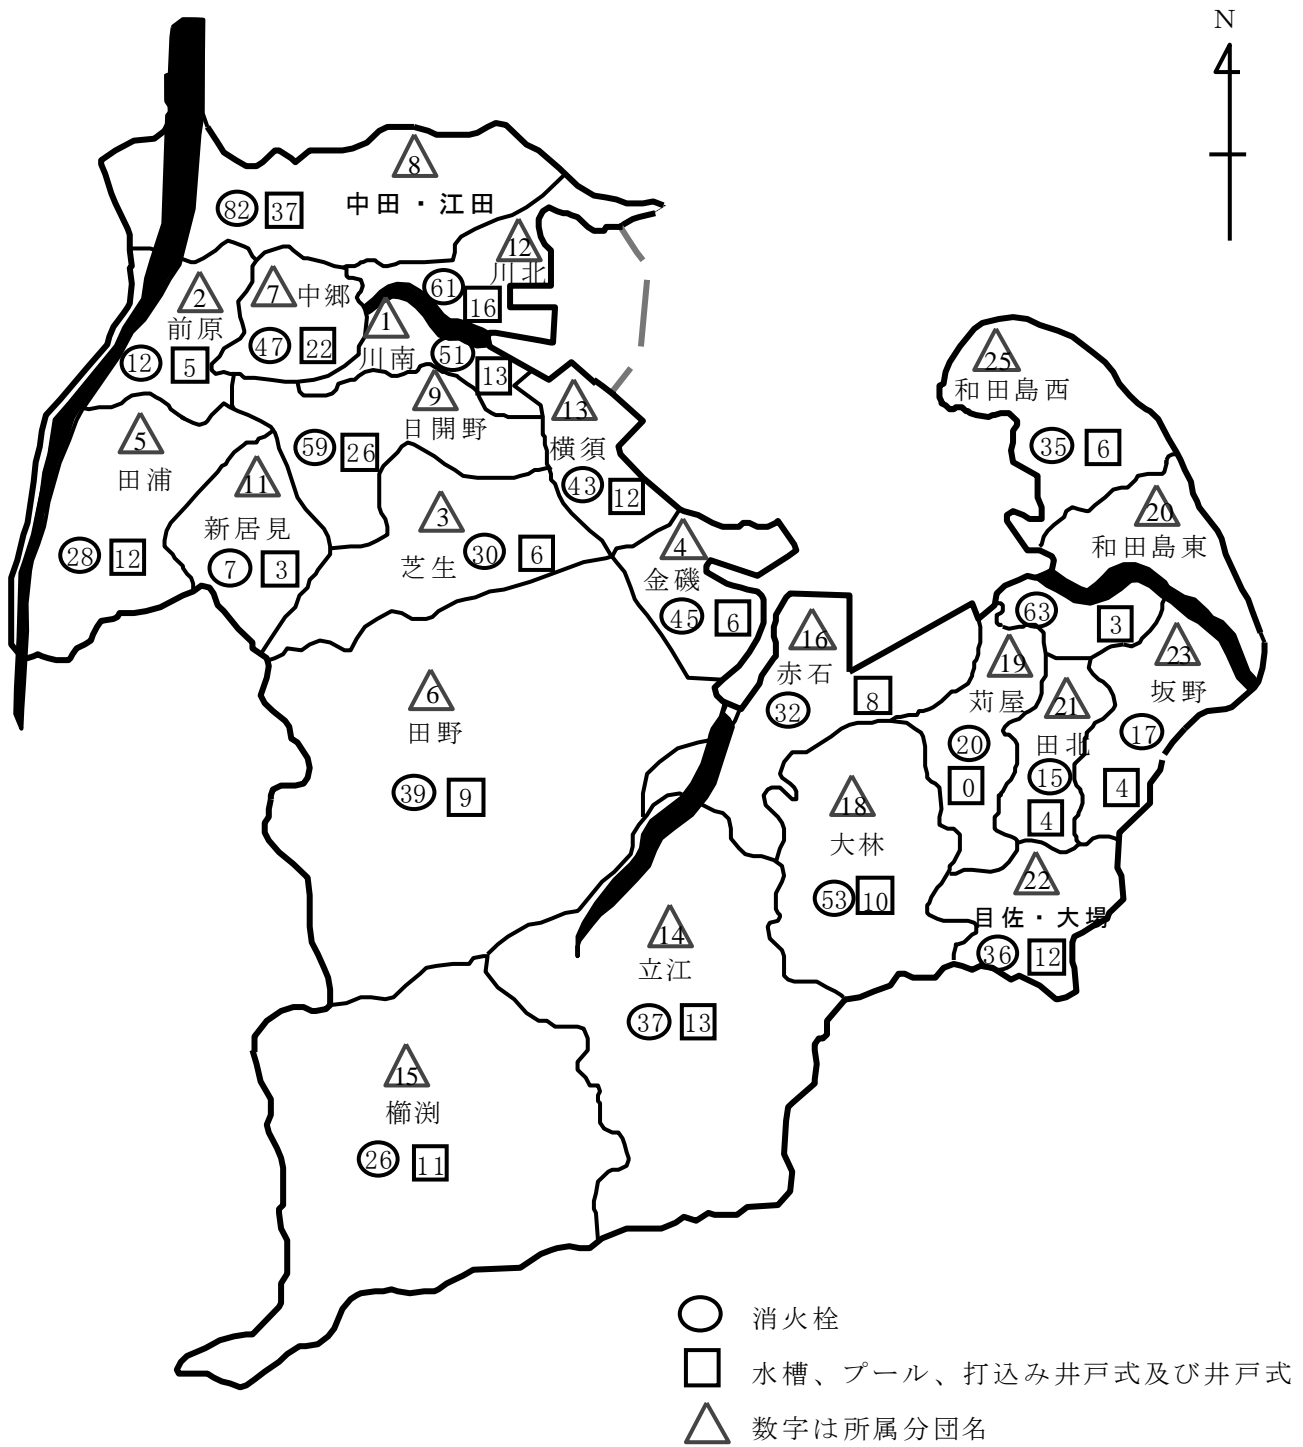 N
8
中田・江田
82 37
12
川北
61 16
2
前原
12 5
7 中郷
47 22
1
川南
51 13
9
日開野
59 26
13
横須
43 12
25
和田島西
35 6
5
田浦
28 12
11
新居見
7 3
3
芝生
30 6
4
金磯
45 6
20
和田島東
63 3
16
赤石
32 8
19
苅屋
20
0
21
田北
15
4
23
坂野
17
4
6
田野
39 9
18
大林
53 10
22
目佐・大場
36 12
14
立江
37 13
15
櫛渕
26 11
消火栓
水槽、プール、打込み井戸式及び井戸式
数字は所属分団名